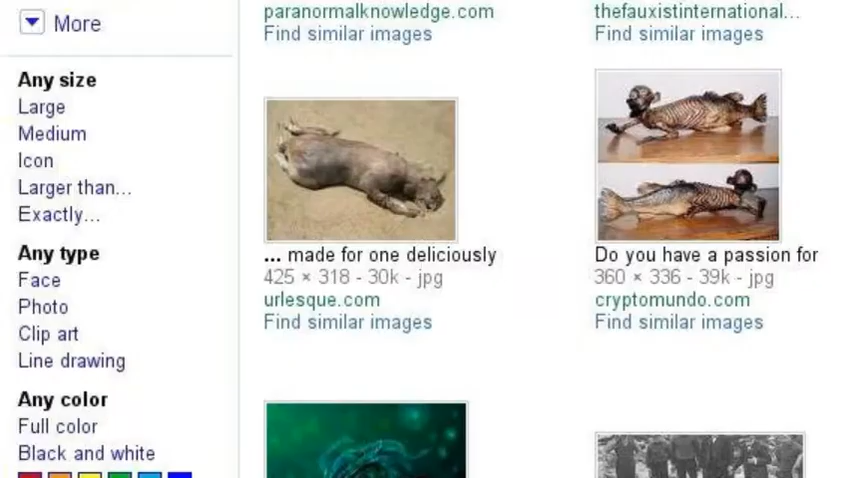 More
Any size
Large
Medium
Icon
Larger than...
Exactly...
Any type
Face
Photo
Clip art
Line drawing
Any color
Full color
Black and white
paranormalknowledge.com
Find similar images
thefauxistinternational...
Find similar images
... made for one deliciously
425 × 318 - 30k - jpg
urlesque.com
Find similar images
Do you have a passion for
360 × 336 - 39k - jpg
cryptomundo.com
Find similar images